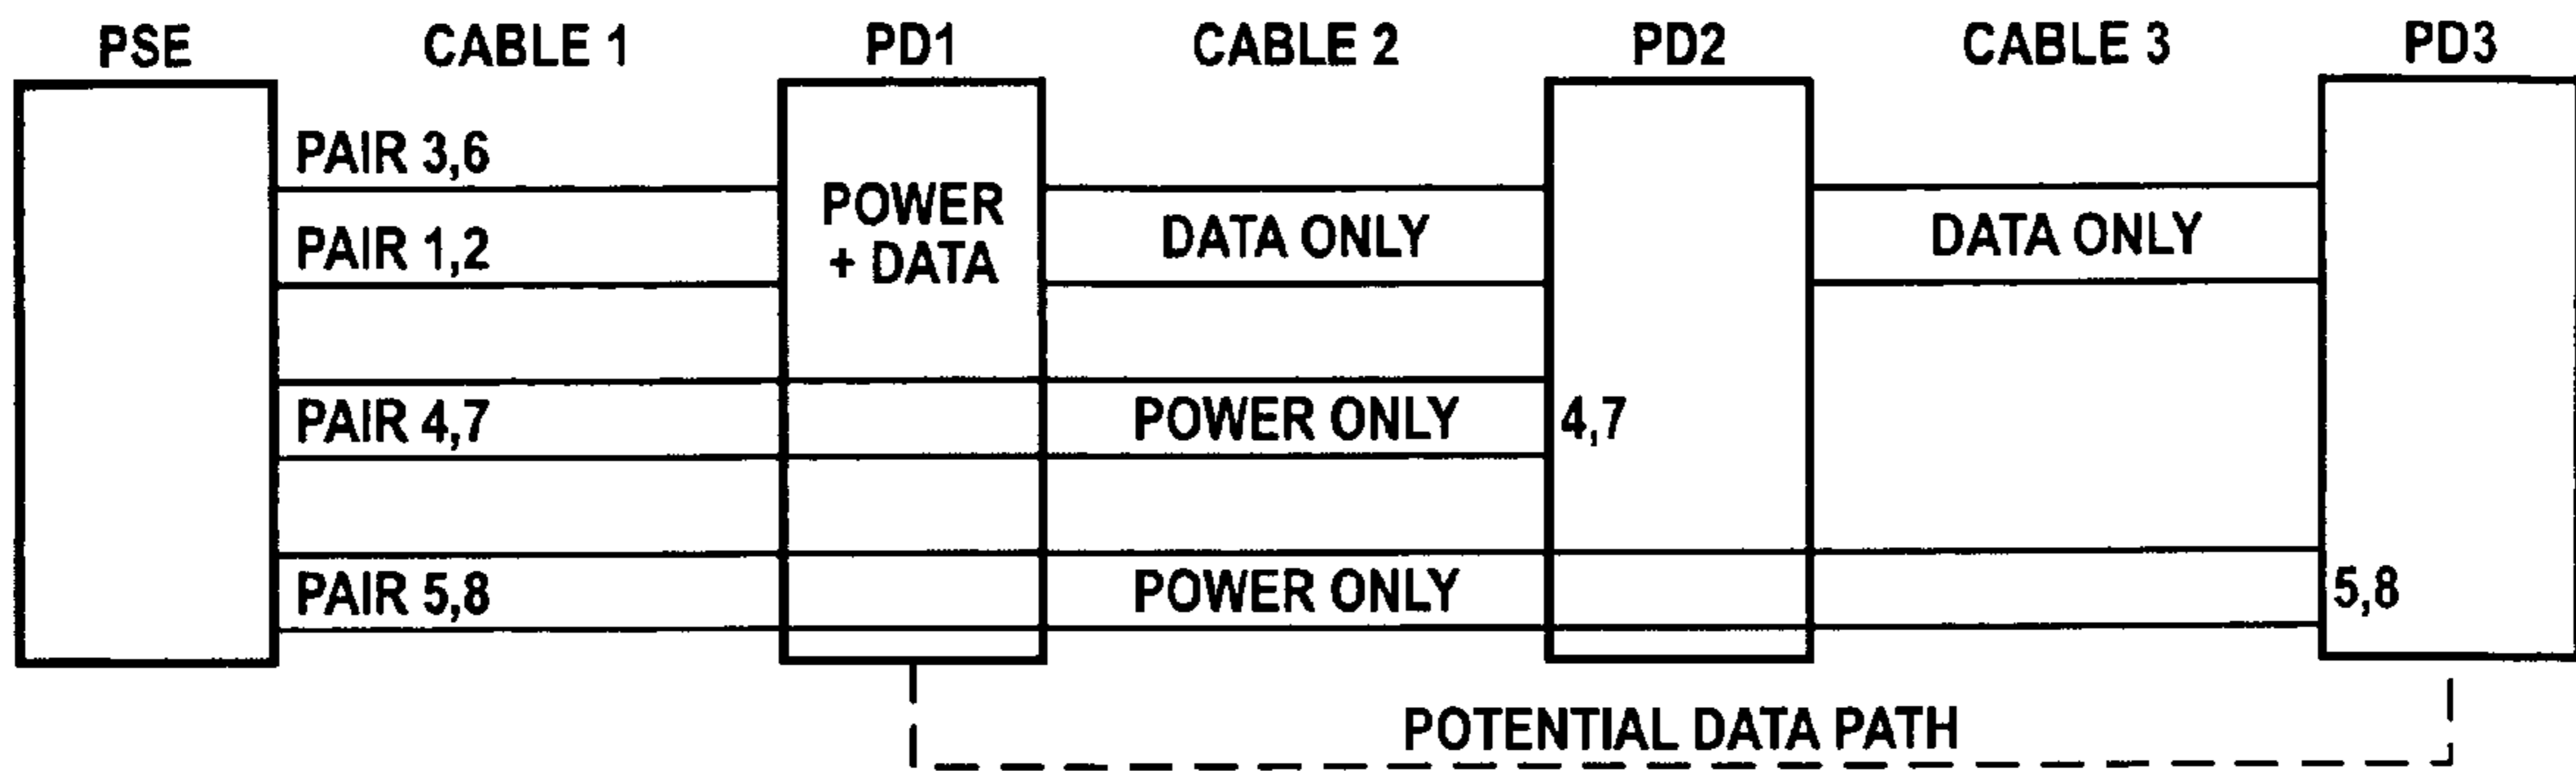 PSE
CABLE 1
PD1
CABLE 2
PD2
CABLE 3
PD3
PAIR 3,6
POWER
+ DATA
PAIR 1,2
DATA ONLY
DATA ONLY
PAIR 4,7
POWER ONLY
4,7
PAIR 5,8
POWER ONLY
5,8
POTENTIAL DATA PATH